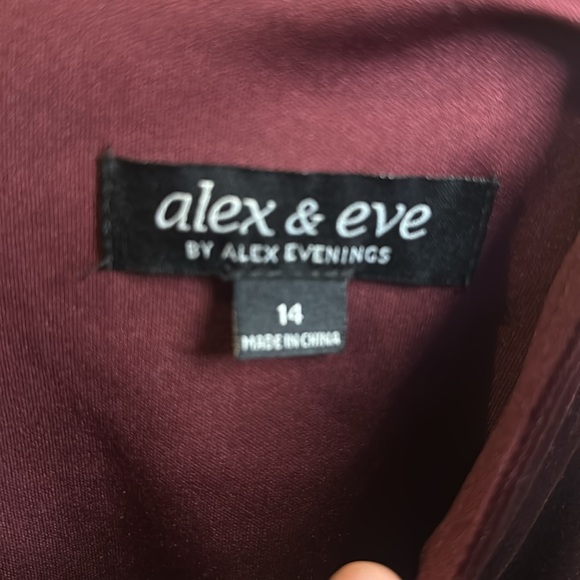 alex & eve
BY ALEX EVENINGS
14
MADE IN CHINA